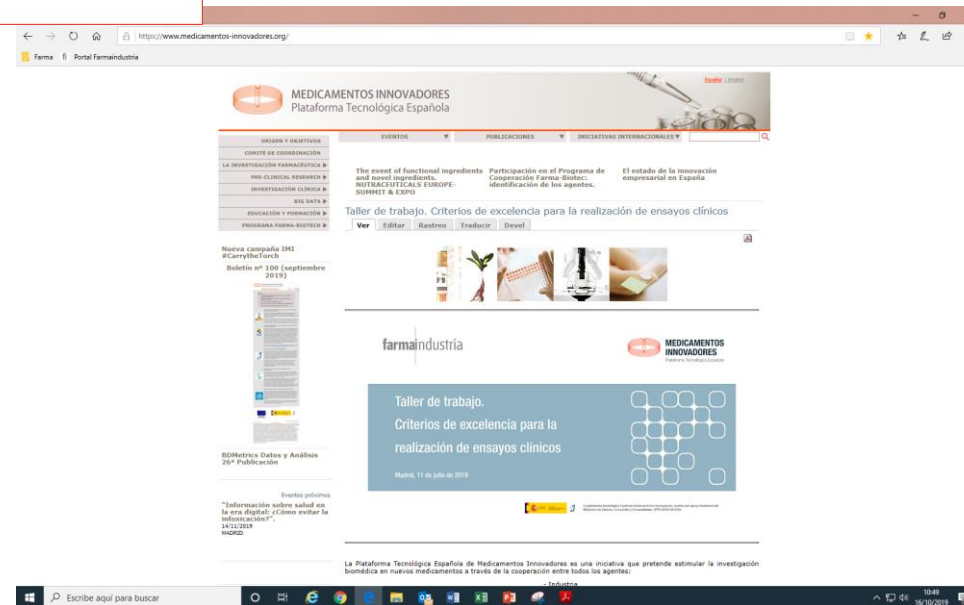 https://www.medicamentos-innovadores.org/
Farma
fi Portal Farmaindustria
MEDICAMENTOS INNOVADORES
Plataforma Tecnológica Española
Español | English
EVENTOS
PUBLICACIONES
INICIATIVAS INTERNACIONALES
ORIGEN Y OBJETIVOS
COMITÉ DE COORDINACIÓN
LA INVESTIGACIÓN FARMACÉUTICA
PRE-CLINICAL RESEARCH
INVESTIGACIÓN CLÍNICA
BIG DATA
EDUCACIÓN Y FORMACIÓN
PROGRAMA FARMA-BIOTECH
The event of functional ingredients
and novel ingredients.
NUTRACEUTICALS EUROPE-
SUMMIT & EXPO
Participación en el Programa de
Cooperación Farma-Biotec:
identificación de los agentes.
El estado de la innovación
empresarial en España
Taller de trabajo. Criterios de excelencia para la realización de ensayos clínicos
Ver Editar Rastreo Traducir Devel
Nueva campaña IMI
#CarrytheTorch
Boletín nº 100 (septiembre
2019)
BDMetrics Datos y Análisis
26ª Publicación
Eventos próximos
"Información sobre salud en
la era digital: ¿Cómo evitar la
infoxicación?".
14/11/2019
MADRID
farmaindustria
MEDICAMENTOS
INNOVADORES
Plataforma Tecnológica Española
Taller de trabajo.
Criterios de excelencia para la
realización de ensayos clínicos
Madrid, 11 de julio de 2018
La Plataforma Tecnológica Española de Medicamentos Innovadores es una iniciativa que pretende estimular la investigación
biomédica en nuevos medicamentos a través de la cooperación entre todos los agentes:
- Industria
Escribe aquí para buscar
10:49
16/10/2019